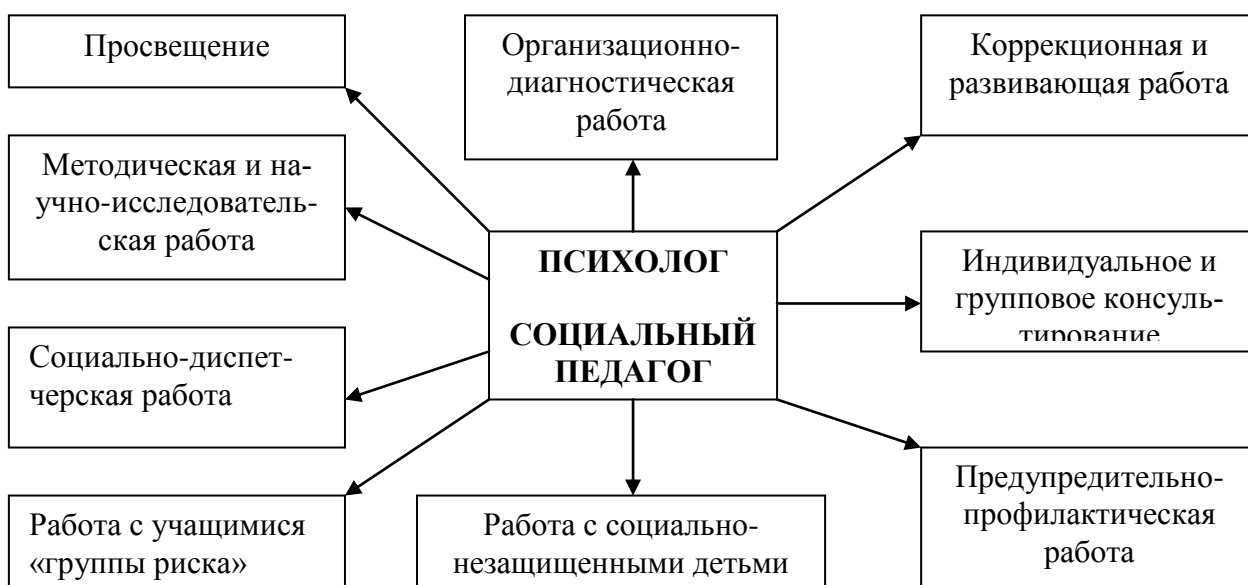 Просвещение
Организационно-
диагностическая
работа
Коррекционная и
развивающая работа
Методическая и на-
учно-исследователь-
ская работа
ПСИХОЛОГ
СОЦИАЛЬНЫЙ
ПЕДАГОГ
Индивидуальное и
групповое консуль-
тирование
Социально-диспет-
черская работа
Работа с учащимися
«группы риска»
Работа с социально-
незащищенными детьми
Предупредительно-
профилактическая
работа